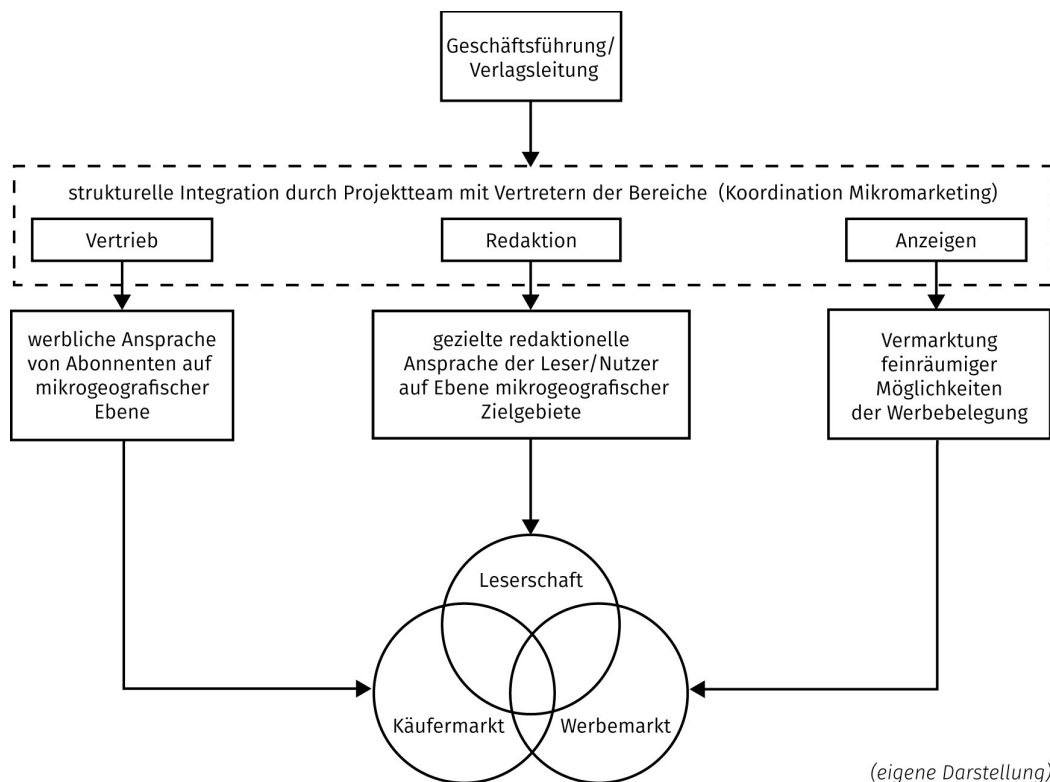 Geschäftsführung/
Verlagsleitung
strukturelle Integration durch Projektteam mit Vertretern der Bereiche (Koordination Mikromarketing)
Vertrieb
Redaktion
Anzeigen
werbliche Ansprache
von Abonnenten auf
mikrogeografischer
Ebene
gezielte redaktionelle
Ansprache der Leser/Nutzer
auf Ebene mikrogeografischer
Zielgebiete
Vermarktung
feinräumiger
Möglichkeiten
der Werbebelegung
Leserschaft
Käufermarkt
Werbemarkt
(eigene Darstellung)